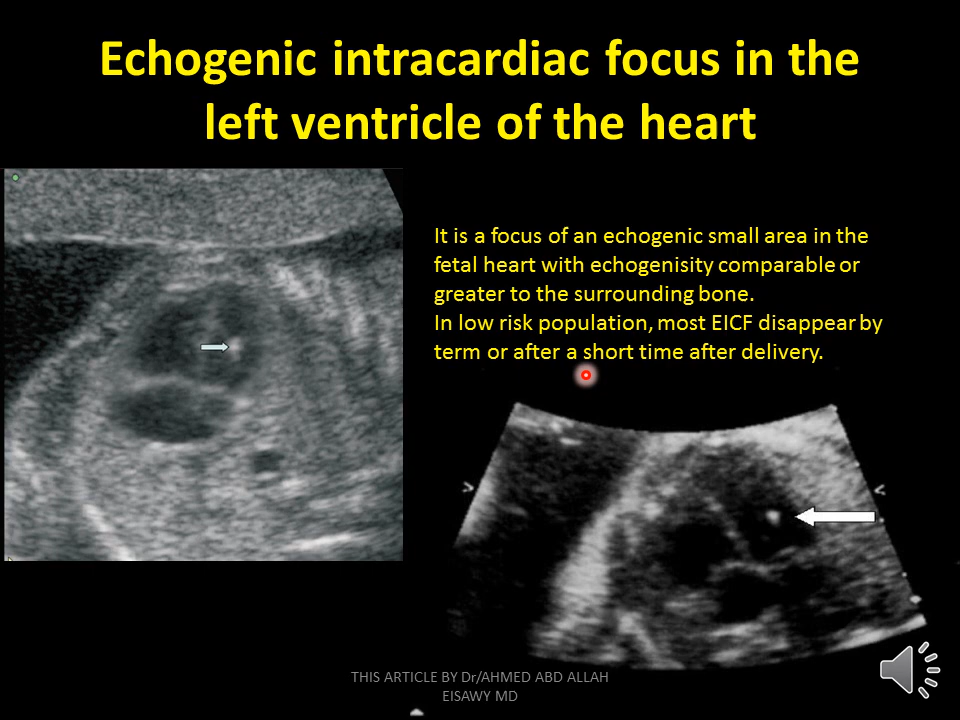 Echogenic intracardiac focus in the
left ventricle of the heart
It is a focus of an echogenic small area in the
fetal heart with echogenisity comparable or
greater to the surrounding bone.
In low risk population, most EICF disappear by
term or after a short time after delivery.
THIS ARTICLE BY Dr/AHMED ABD ALLAH
EISAWY MD